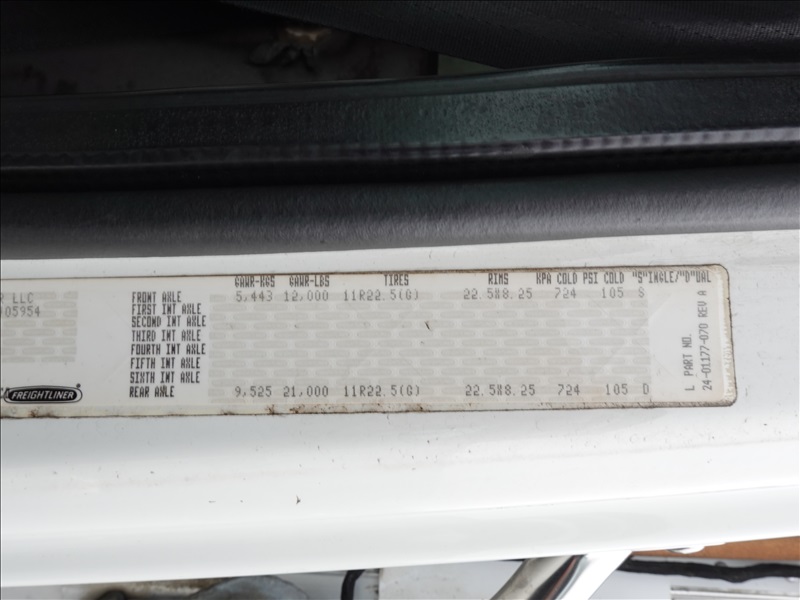 GAWR-KGS GAWR-LBS TIRES RIMS KPA COLD PSI COLD "S"INGLE/"D"UAL
R LLC
05954
FRONT AXLE 5,443 12,000 11R22.5(G) 22.5X8.25 724 105 S
FIRST INT AXLE
SECOND INT AXLE
THIRD INT AXLE
FOURTH INT AXLE
FIFTH INT AXLE
SIXTH INT AXLE
REAR AXLE 9,525 21,000 11R22.5(G) 22.5X8.25 724 105 D
FREIGHTLINER
L PART NO.
24-01177-070 REV A